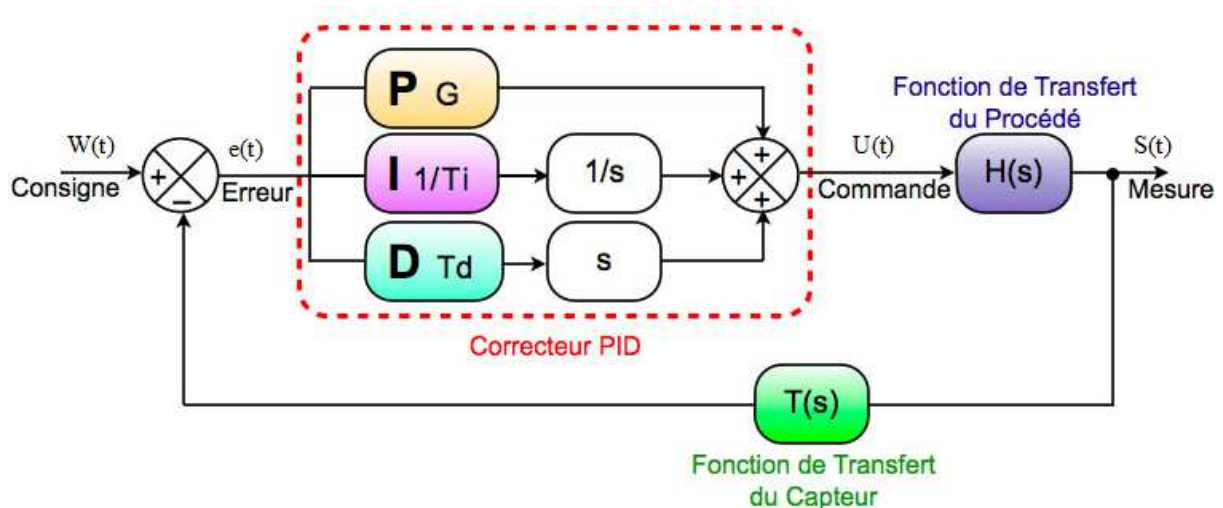 Fonction de Transfert
du Procédé
W(t)
Consigne
+
−
e(t)
Erreur
P G
I 1/Ti
1/s
D Td
s
+
+
+
U(t)
Commande
H(s)
S(t)
Mesure
Correcteur PID
T(s)
Fonction de Transfert
du Capteur